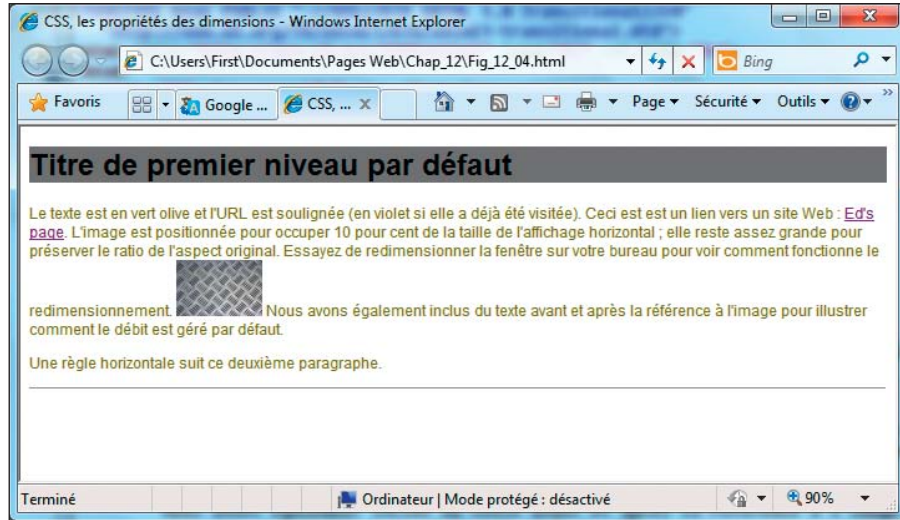 CSS, les propriétés des dimensions - Windows Internet Explorer
C:\Users\First\Documents\Pages Web\Chap_12\Fig_12_04.html
Bing
Favoris
Google ...
CSS, ...
Page
Sécurité
Outils
Titre de premier niveau par défaut
Le texte est en vert olive et l'URL est soulignée (en violet si elle a déjà été visitée). Ceci est est un lien vers un site Web : Ed's
page. L'image est positionnée pour occuper 10 pour cent de la taille de l'affichage horizontal ; elle reste assez grande pour
préserver le ratio de l'aspect original. Essayez de redimensionner la fenêtre sur votre bureau pour voir comment fonctionne le
redimensionnement. Nous avons également inclus du texte avant et après la référence à l'image pour illustrer
comment le débit est géré par défaut.
Une règle horizontale suit ce deuxième paragraphe.
Terminé
Ordinateur | Mode protégé : désactivé
90%